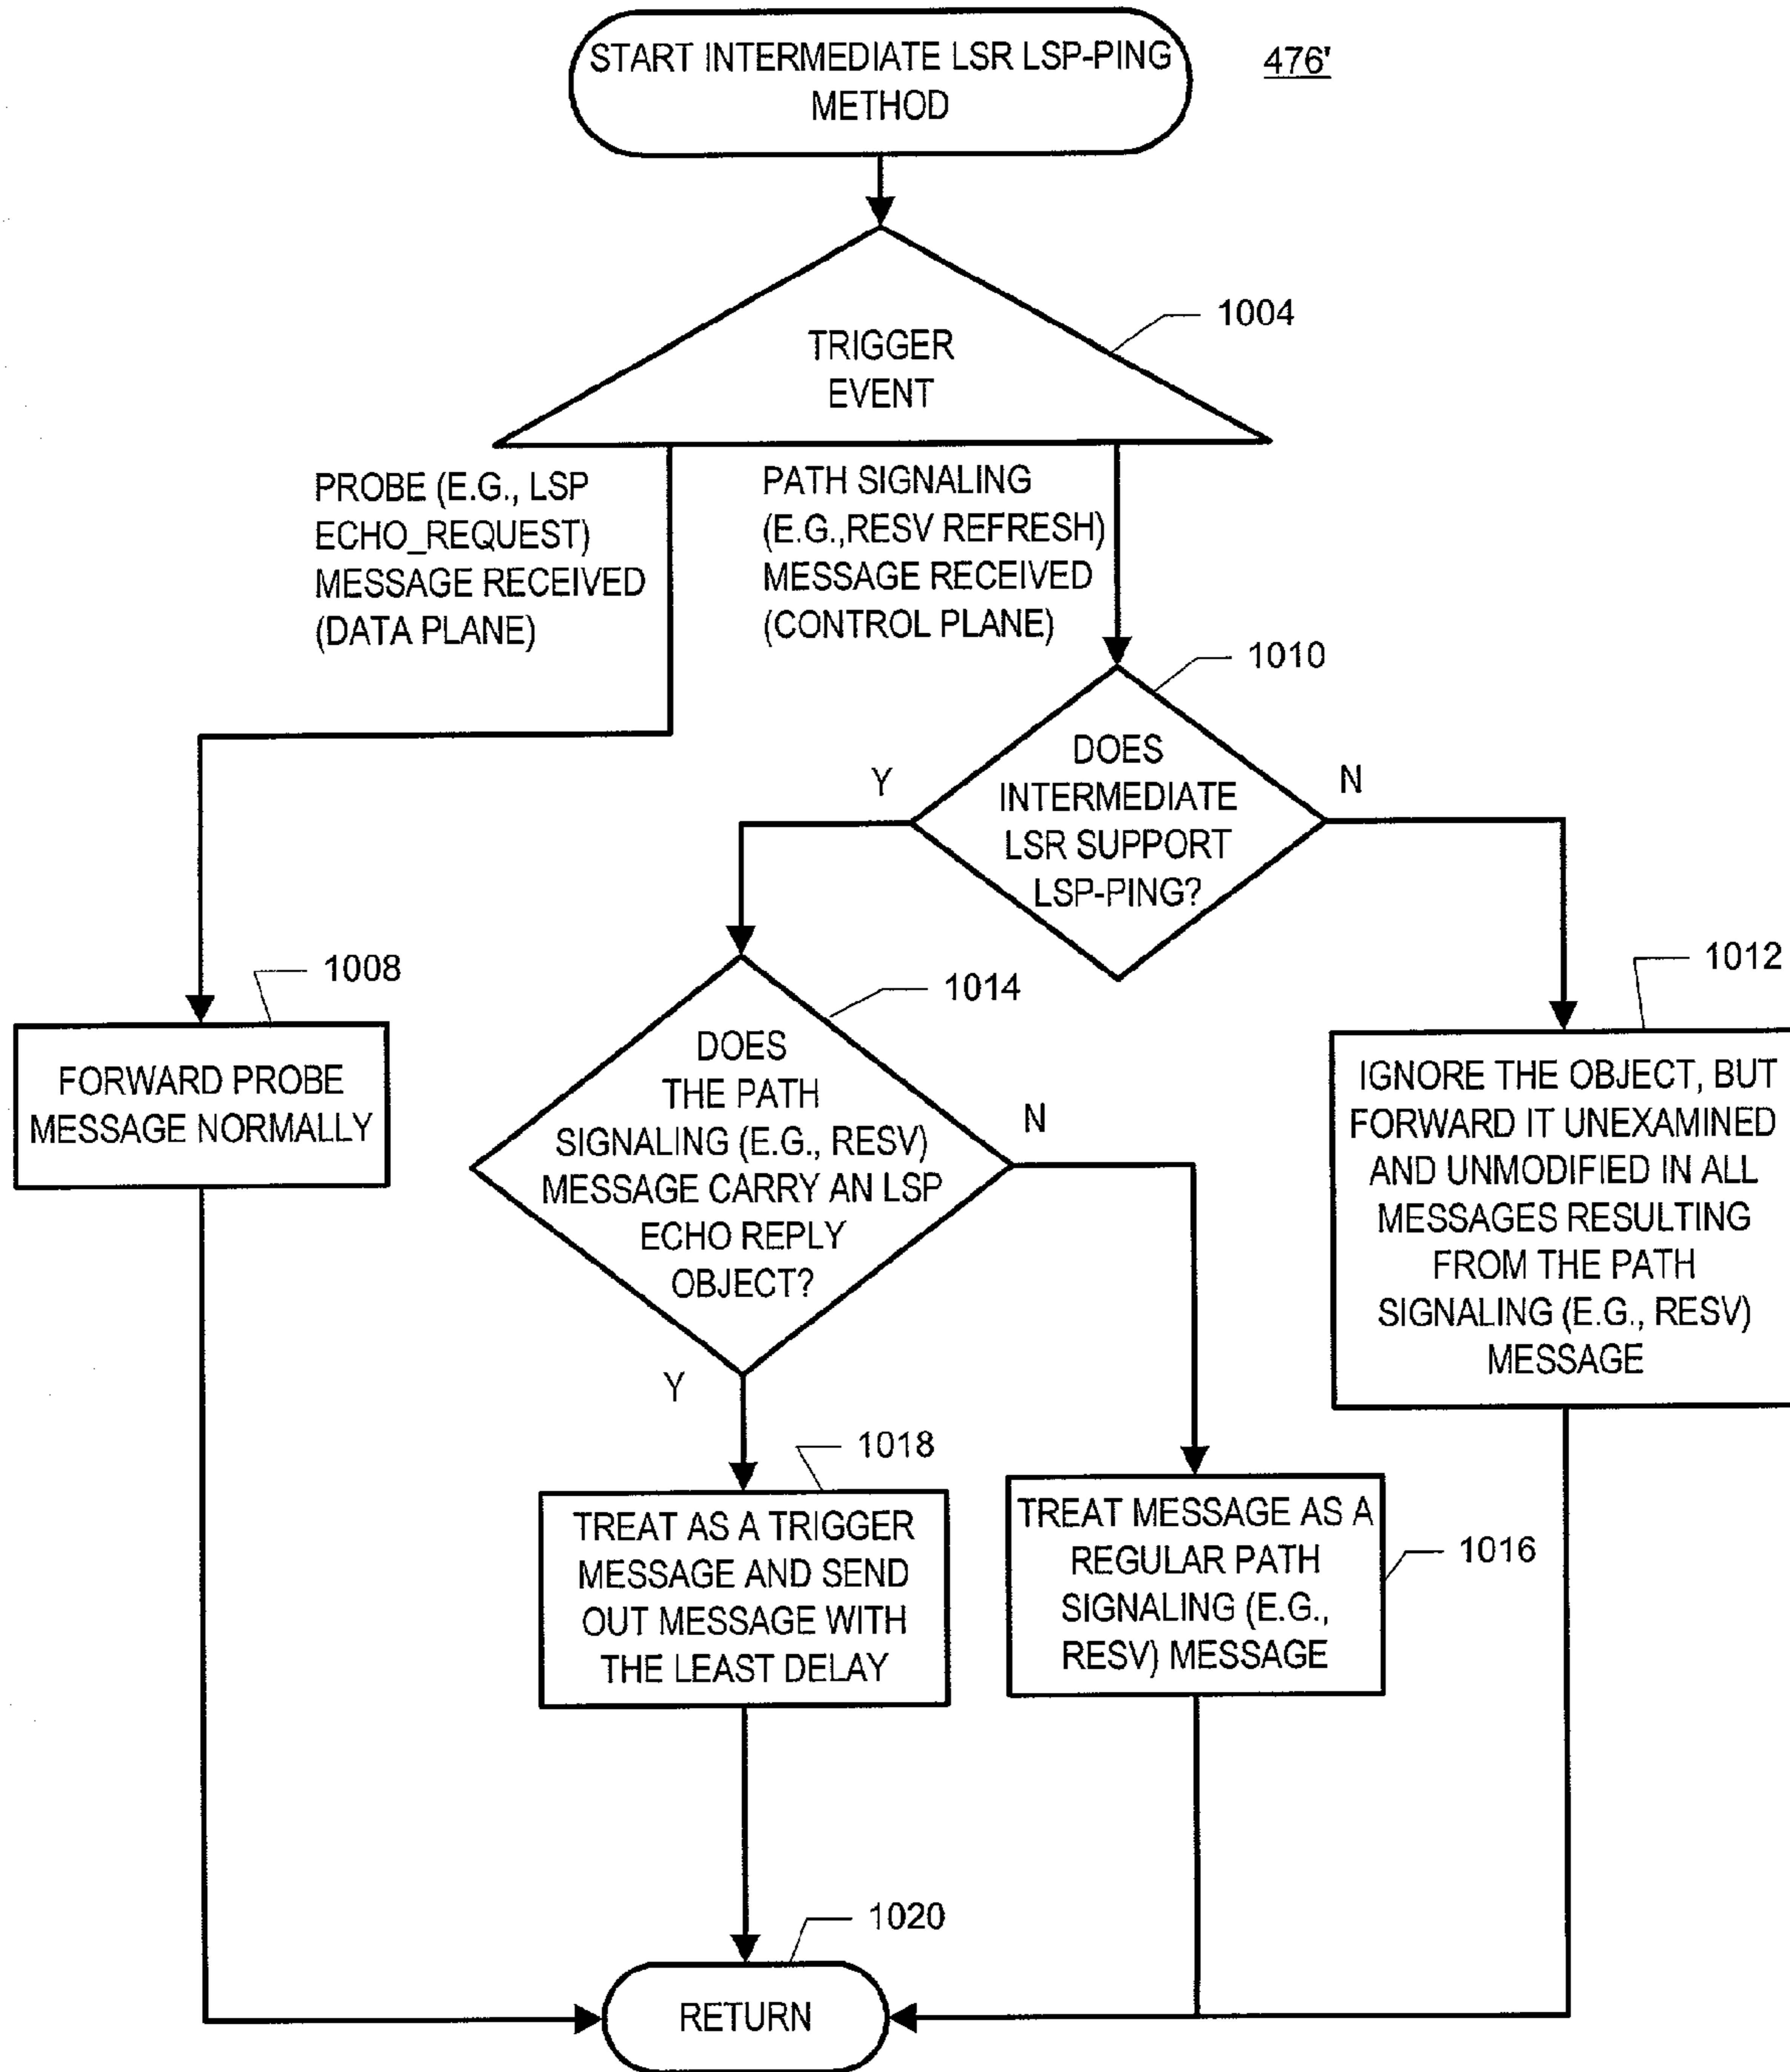 START INTERMEDIATE LSR LSP-PING
METHOD
476'
1004
TRIGGER
EVENT
PROBE (E.G., LSP
ECHO_REQUEST)
MESSAGE RECEIVED
(DATA PLANE)
PATH SIGNALING
(E.G.,RESV REFRESH)
MESSAGE RECEIVED
(CONTROL PLANE)
1010
DOES
INTERMEDIATE
LSR SUPPORT
LSP-PING?
Y
N
1008
FORWARD PROBE
MESSAGE NORMALLY
1014
DOES
THE PATH
SIGNALING (E.G., RESV)
MESSAGE CARRY AN LSP
ECHO REPLY
OBJECT?
N
Y
1012
IGNORE THE OBJECT, BUT
FORWARD IT UNEXAMINED
AND UNMODIFIED IN ALL
MESSAGES RESULTING
FROM THE PATH
SIGNALING (E.G., RESV)
MESSAGE
1018
TREAT AS A TRIGGER
MESSAGE AND SEND
OUT MESSAGE WITH
THE LEAST DELAY
TREAT MESSAGE AS A
REGULAR PATH
SIGNALING (E.G.,
RESV) MESSAGE
1016
1020
RETURN